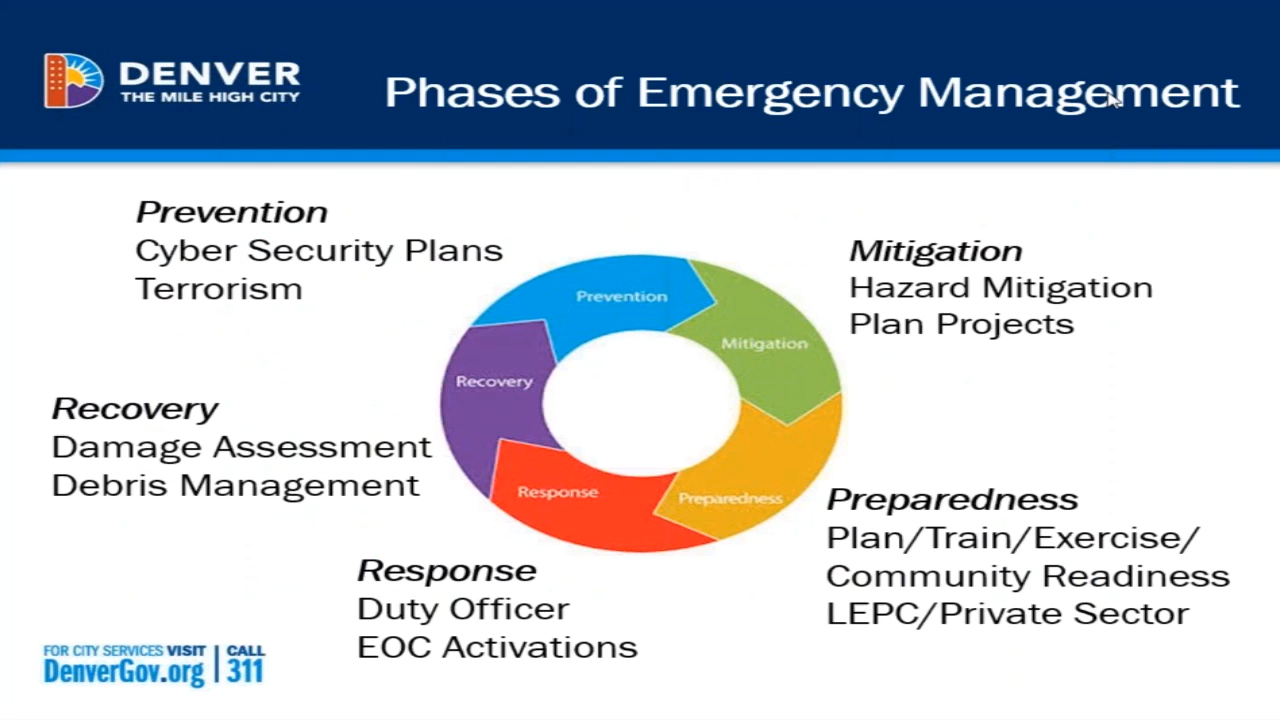 DENVER
THE MILE HIGH CITY
Phases of Emergency Management
Prevention
Cyber Security Plans
Terrorism
Mitigation
Hazard Mitigation
Plan Projects
Prevention
Mitigation
Recovery
Response
Preparedness
Recovery
Damage Assessment
Debris Management
Preparedness
Plan/Train/Exercise/
Community Readiness
LEPC/Private Sector
Response
Duty Officer
EOC Activations
FOR CITY SERVICES VISIT | CALL
DenverGov.org | 311